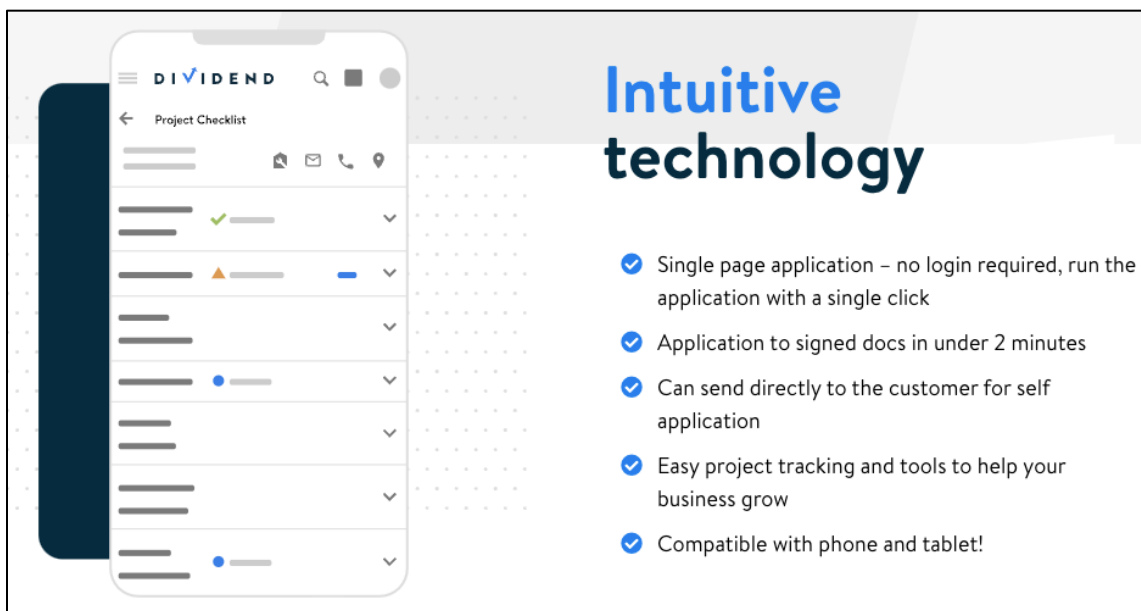 DIVIDEND
Project Checklist
Intuitive
technology
Single page application – no login required, run the
application with a single click
Application to signed docs in under 2 minutes
Can send directly to the customer for self
application
Easy project tracking and tools to help your
business grow
Compatible with phone and tablet!